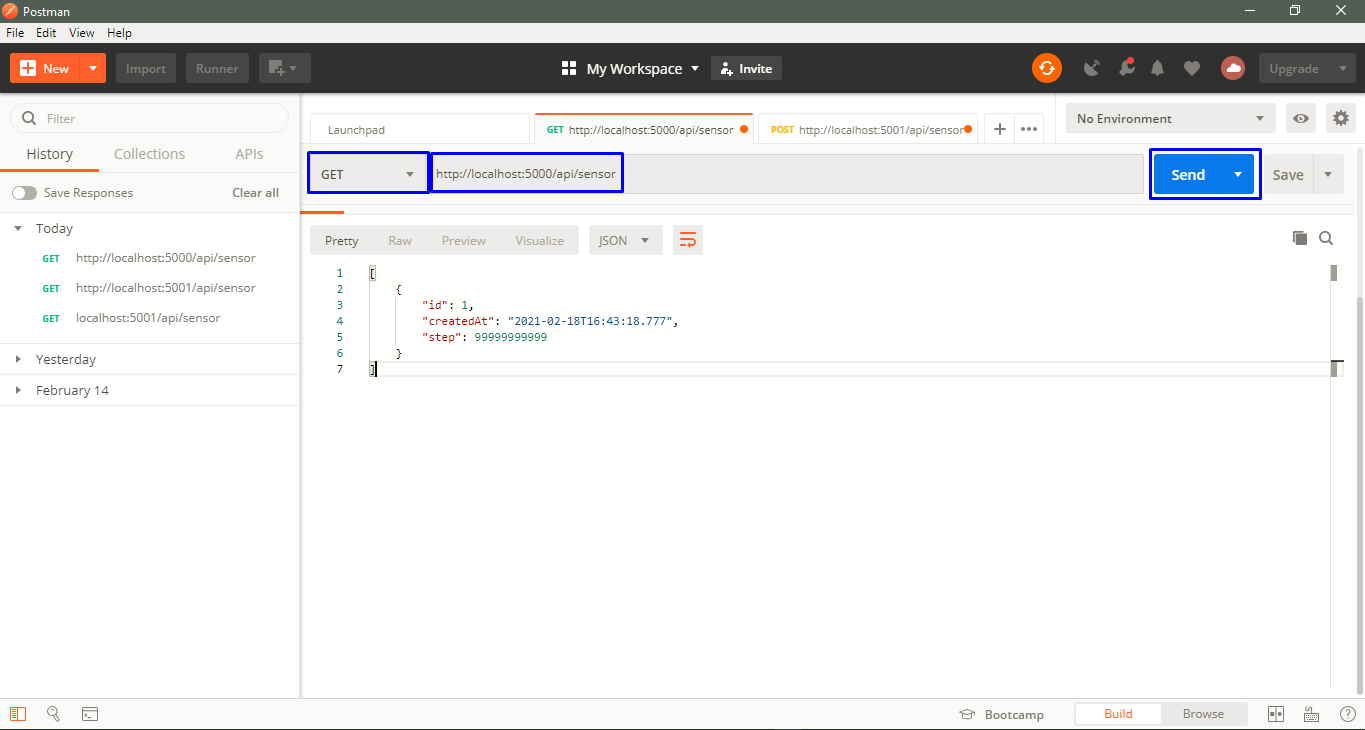 Postman
File Edit View Help
New Import Runner My Workspace Invite Upgrade
Filter
History Collections APIs
Save Responses Clear all
Today
GET http://localhost:5000/api/sensor
GET http://localhost:5001/api/sensor
GET localhost:5001/api/sensor
Yesterday
February 14
Launchpad GET http://localhost:5000/api/sensor POST http://localhost:5001/api/sensor No Environment
GET http://localhost:5000/api/sensor Send Save
Pretty Raw Preview Visualize JSON
1 [
2 {
3 "id": 1,
4 "createdAt": "2021-02-18T16:43:18.777",
5 "step": 99999999999
6 }
7 ]
Bootcamp Build Browse